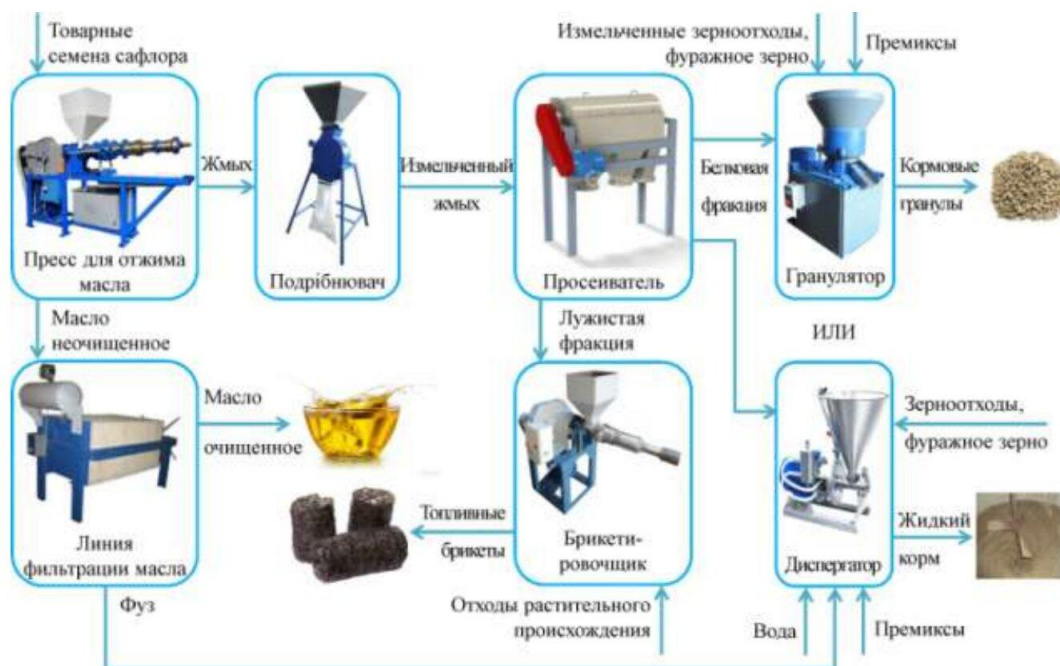 Товарные
семена сафлора
Измельченные зерноотходы,
фуражное зерно
Премиксы
Жмых
Измельченный
жмых
Белковая
фракция
Кормовые
гранулы
Пресс для отжима
масла
Подрібнювач
Просеиватель
Гранулятор
Масло
неочищенное
Лужистая
фракция
ИЛИ
Масло
очищенное
Зерноотходы,
фуражное зерно
Топливные
брикеты
Жидкий
корм
Линия
фильтрации масла
Брикети-
ровочщик
Диспергатор
Фуз
Отходы растительного
происхождения
Вода
Премиксы